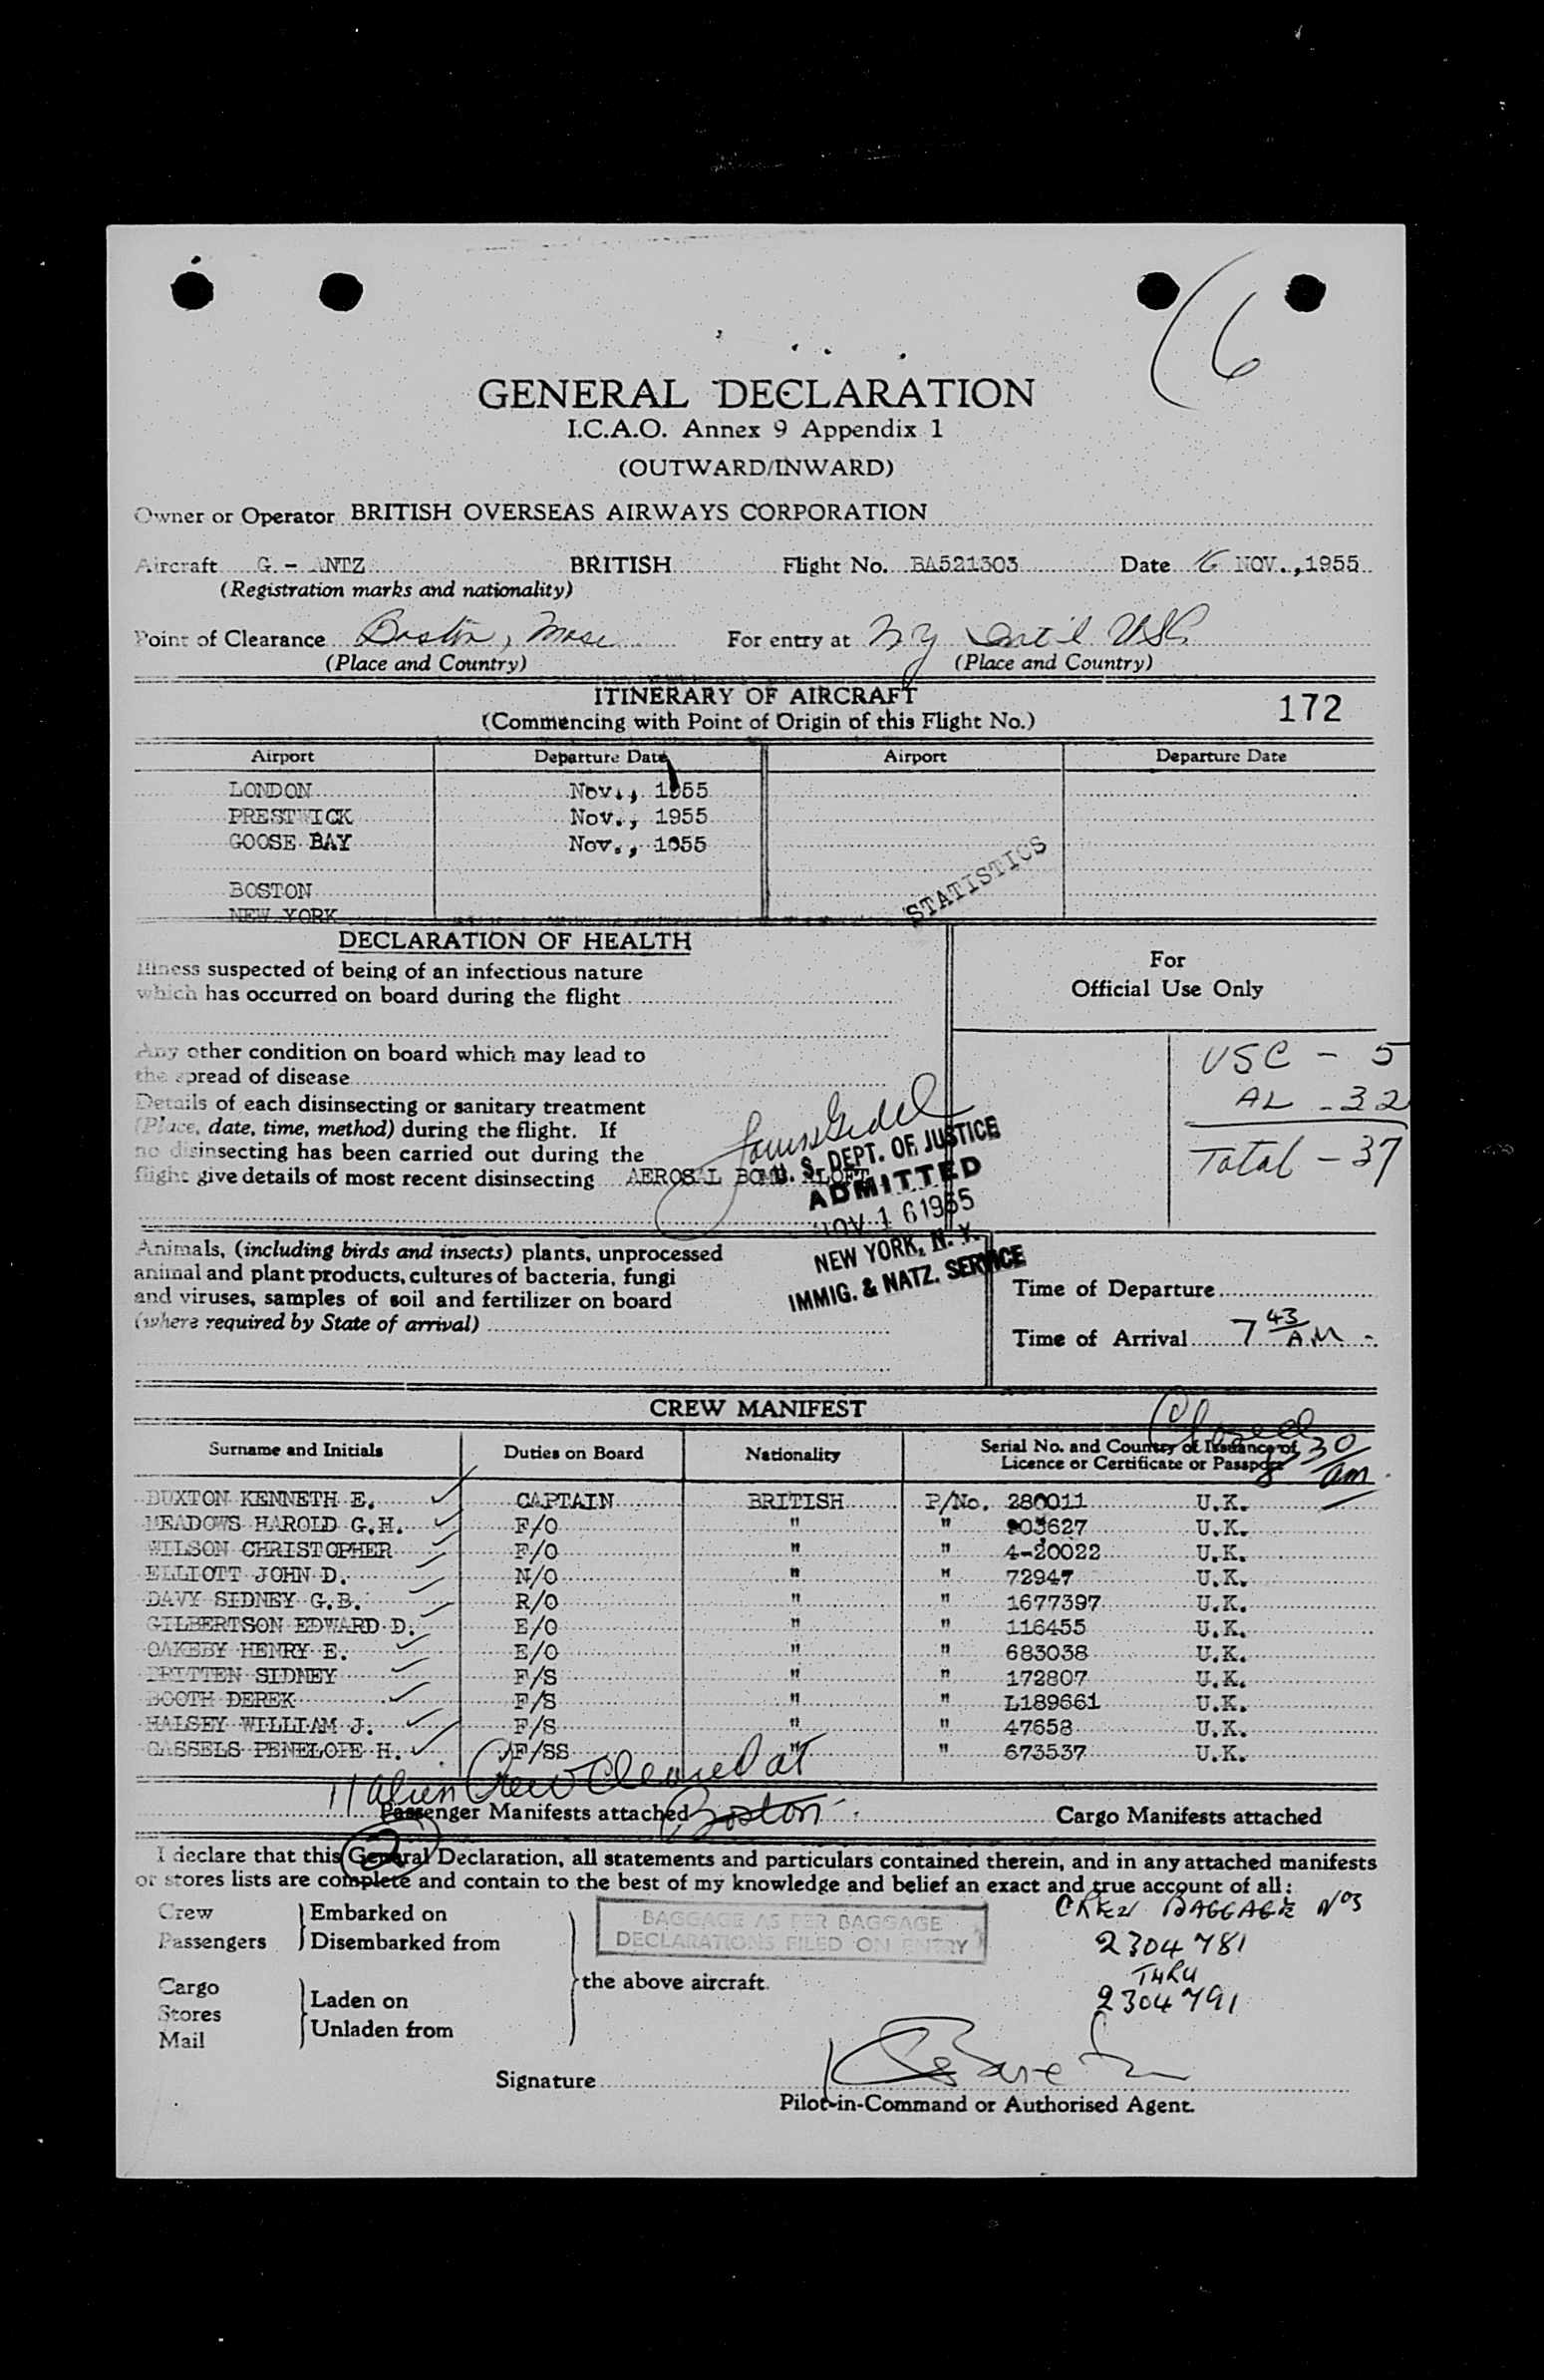 (6
GENERAL DECLARATION
I.C.A.O. Annex 9 Appendix 1
(OUTWARD/INWARD)
Owner or Operator BRITISH OVERSEAS AIRWAYS CORPORATION
Aircraft G. - ANTZ BRITISH Flight No. BA521303 Date 16 NOV., 1955
(Registration marks and nationality)
Point of Clearance Boston, Mass For entry at N Y Int'l USA
(Place and Country) (Place and Country)
ITINERARY OF AIRCRAFT
(Commencing with Point of Origin of this Flight No.) 172
Airport Departure Date Airport Departure Date
LONDON Nov., 1955
PRESTWICK Nov., 1955
GOOSE BAY Nov., 1955
STATISTICS
BOSTON
NEW YORK
DECLARATION OF HEALTH
For
Official Use Only
Illness suspected of being of an infectious nature
which has occurred on board during the flight
Any other condition on board which may lead to
the spread of disease
USC - 5
AL - 32
Total - 37
Details of each disinsecting or sanitary treatment
(Place, date, time, method) during the flight. If
no disinsecting has been carried out during the
flight give details of most recent disinsecting AEROSAL BOMB ALOFT
U. S. DEPT. OF JUSTICE
ADMITTED
NOV 16 1955
NEW YORK, N. Y.
IMMIG. & NATZ. SERVICE
Animals, (including birds and insects) plants, unprocessed
animal and plant products, cultures of bacteria, fungi
and viruses, samples of soil and fertilizer on board
(where required by State of arrival)
Time of Departure
Time of Arrival 7 43 A.M.
CREW MANIFEST
Closed
8 30 am
Surname and Initials Duties on Board Nationality Serial No. and Country of Issuance of
Licence or Certificate or Passport
BUXTON KENNETH E. CAPTAIN BRITISH P/No. 280011 U.K.
MEADOWS HAROLD G.H. F/O " " 903627 U.K.
WILSON CHRISTOPHER F/O " " 4-20022 U.K.
ELLIOTT JOHN D. N/O " " 72947 U.K.
DAVY SIDNEY G.B. R/O " " 1677397 U.K.
GILBERTSON EDWARD D. E/O " " 116455 U.K.
OAKEBY HENRY E. E/O " " 683038 U.K.
BRITTEN SIDNEY F/S " " 172807 U.K.
BOOTH DEREK F/S " " L189661 U.K.
HALSEY WILLIAM J. F/S " " 47658 U.K.
CASSELS PENELOPE H. F/SS " " 673537 U.K.
11 alien Crew Cleared at
Boston
Passenger Manifests attached Cargo Manifests attached
2
I declare that this General Declaration, all statements and particulars contained therein, and in any attached manifests
or stores lists are complete and contain to the best of my knowledge and belief an exact and true account of all:
Crew
Passengers
Embarked on
Disembarked from
BAGGAGE AS PER BAGGAGE
DECLARATIONS FILED ON ENTRY
CREW BAGGAGE NOS
2304781
THRU
2304791
Cargo
Stores
Mail
Laden on
Unladen from
the above aircraft.
Signature
Pilot-in-Command or Authorised Agent.